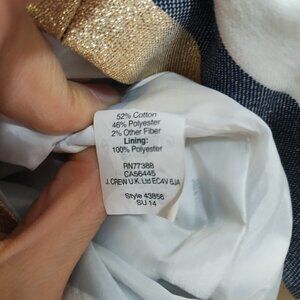 52% Cotton
46% Polyester
2% Other Fiber
Lining:
100% Polyester
RN77388
CA56445
J. CREW U.K. Ltd EC4V 6JA
Style 43856
SU 14